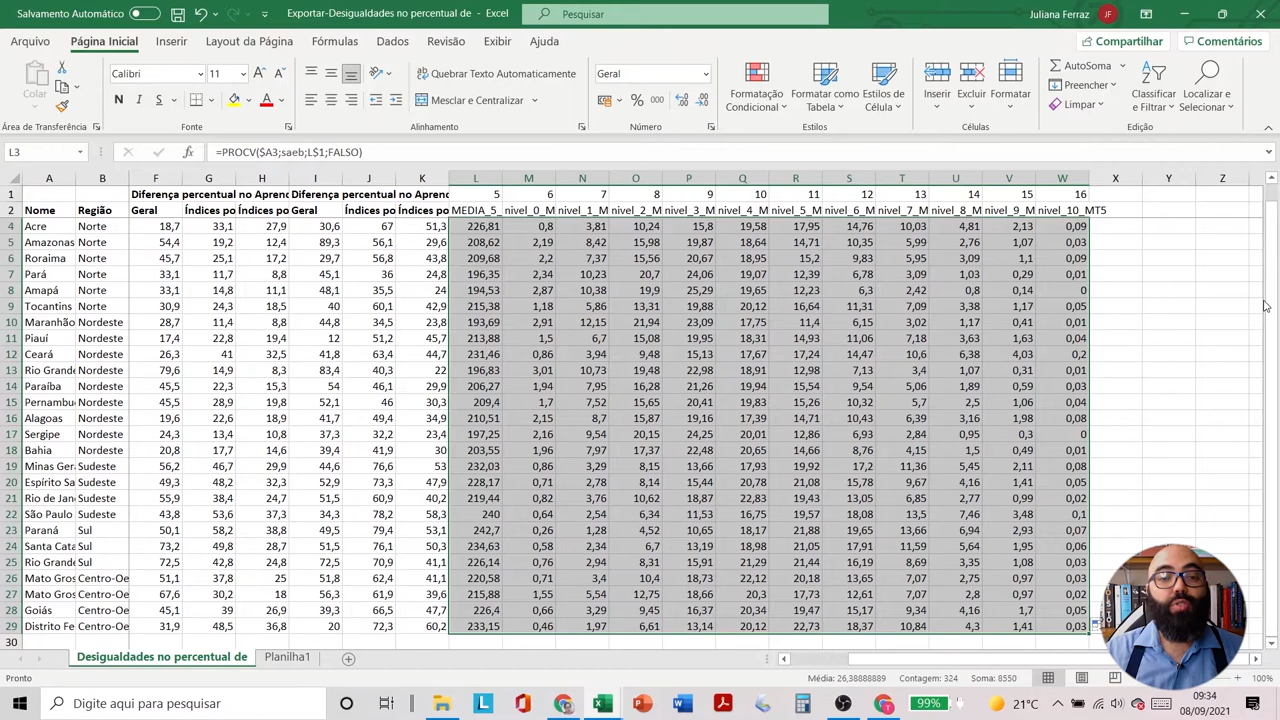 Salvamento Automático
Exportar-Desigualdades no percentual de - Excel
Pesquisar
Juliana Ferraz
JF
Arquivo Página Inicial Inserir Layout da Página Fórmulas Dados Revisão Exibir Ajuda
Compartilhar Comentários
Colar
Calibri 11
Quebrar Texto Automaticamente
Mesclar e Centralizar
Geral
Formatação Condicional
Formatar como Tabela
Estilos de Célula
Inserir Excluir Formatar
AutoSoma
Preencher
Limpar
Classificar e Filtrar
Localizar e Selecionar
Área de Transferência Fonte Alinhamento Número Estilos Células Edição
L3 =PROCV($A3;saeb;L$1;FALSO)
A B F G H I J K L M N O P Q R S T U V W X Y Z
1 Diferença percentual no Aprend Diferença percentual no Aprend 5 6 7 8 9 10 11 12 13 14 15 16
2 Nome Região Geral Índices po Índices po Geral Índices po Índices po MEDIA_5_ nivel_0_M nivel_1_M nivel_2_M nivel_3_M nivel_4_M nivel_5_M nivel_6_M nivel_7_M nivel_8_M nivel_9_M nivel_10_MT5
4 Acre Norte 18,7 33,1 27,9 30,6 67 51,3 226,81 0,8 3,81 10,24 15,8 19,58 17,95 14,76 10,03 4,81 2,13 0,09
5 Amazonas Norte 54,4 19,2 12,4 89,3 56,1 29,6 208,62 2,19 8,42 15,98 19,87 18,64 14,71 10,35 5,99 2,76 1,07 0,03
6 Roraima Norte 45,7 25,1 17,2 29,7 56,8 43,8 209,68 2,2 7,37 15,56 20,67 18,95 15,2 9,83 5,95 3,09 1,1 0,09
7 Pará Norte 33,1 11,7 8,8 45,1 36 24,8 196,35 2,34 10,23 20,7 24,06 19,07 12,39 6,78 3,09 1,03 0,29 0,01
8 Amapá Norte 33,1 14,8 11,1 48,1 35,5 24 194,53 2,87 10,38 19,9 25,29 19,65 12,23 6,3 2,42 0,8 0,14 0
9 Tocantins Norte 30,9 24,3 18,5 40 60,1 42,9 215,38 1,18 5,86 13,31 19,88 20,12 16,64 11,31 7,09 3,38 1,17 0,05
10 Maranhão Nordeste 28,7 11,4 8,8 44,8 34,5 23,8 193,69 2,91 12,15 21,94 23,09 17,75 11,4 6,15 3,02 1,17 0,41 0,01
11 Piauí Nordeste 17,4 22,8 19,4 12 51,2 45,7 213,88 1,5 6,7 15,08 19,95 18,31 14,93 11,06 7,18 3,63 1,63 0,04
12 Ceará Nordeste 26,3 41 32,5 41,8 63,4 44,7 231,46 0,86 3,94 9,48 15,13 17,67 17,24 14,47 10,6 6,38 4,03 0,2
13 Rio Grande Nordeste 79,6 14,9 8,3 83,4 40,3 22 196,83 3,01 10,73 19,48 22,98 18,91 12,98 7,13 3,4 1,07 0,31 0,01
14 Paraíba Nordeste 45,5 22,3 15,3 54 46,1 29,9 206,27 1,94 7,95 16,28 21,26 19,94 15,54 9,54 5,06 1,89 0,59 0,03
15 Pernambu Nordeste 45,5 28,9 19,8 52,1 46 30,3 209,4 1,7 7,52 15,65 20,41 19,83 15,26 10,32 5,7 2,5 1,06 0,04
16 Alagoas Nordeste 19,6 22,6 18,9 41,7 49,4 34,9 210,51 2,15 8,7 15,87 19,16 17,39 14,71 10,43 6,39 3,16 1,98 0,08
17 Sergipe Nordeste 24,3 13,4 10,8 37,3 32,2 23,4 197,25 2,16 9,54 20,15 24,25 20,01 12,86 6,93 2,84 0,95 0,3 0
18 Bahia Nordeste 20,8 17,7 14,6 39,4 41,9 30 203,55 1,96 7,97 17,37 22,48 20,65 14,66 8,76 4,15 1,5 0,49 0,01
19 Minas Gera Sudeste 56,2 46,7 29,9 44,6 76,6 53 232,03 0,86 3,29 8,15 13,66 17,93 19,92 17,2 11,36 5,45 2,11 0,08
20 Espírito Sa Sudeste 49,3 48,2 32,3 52,9 73,3 47,9 228,17 0,51 2,78 8,14 15,44 20,78 21,08 15,78 9,67 4,16 1,41 0,05
21 Rio de Jan Sudeste 55,9 38,4 24,7 51,5 60,9 40,2 219,44 0,82 3,76 10,62 18,87 22,83 19,43 13,05 6,85 2,77 0,99 0,02
22 São Paulo Sudeste 43,8 53,6 37,3 34,3 78,2 58,3 240 0,64 2,54 6,34 11,53 16,75 19,57 18,08 13,5 7,46 3,48 0,1
23 Paraná Sul 50,1 58,2 38,8 49,5 79,4 53,1 242,7 0,26 1,28 4,52 10,65 18,17 21,88 19,65 13,66 6,94 2,93 0,07
24 Santa Cata Sul 73,2 49,8 28,7 51,5 76,1 50,3 234,63 0,58 2,34 6,7 13,19 18,98 21,05 17,91 11,59 5,64 1,95 0,06
25 Rio Grande Sul 72,5 42,8 24,8 72,5 70,9 41,1 226,14 0,76 2,94 8,31 15,91 21,29 21,44 16,19 8,69 3,35 1,08 0,03
26 Mato Gros Centro-Oe 51,1 37,8 25 51,8 62,4 41,1 220,58 0,71 3,4 10,4 18,73 22,12 20,18 13,65 7,07 2,75 0,97 0,03
27 Mato Gros Centro-Oe 67,6 30,2 18 56,3 61,9 39,6 215,88 1,55 5,54 12,75 18,66 20,3 17,73 12,61 7,07 2,8 0,97 0,02
28 Goiás Centro-Oe 45,1 39 26,9 39,3 66,5 47,7 226,4 0,66 3,29 9,45 16,37 20,34 19,47 15,17 9,34 4,16 1,7 0,05
29 Distrito Fe Centro-Oe 31,9 48,5 36,8 20 72,3 60,2 233,15 0,46 1,97 6,61 13,14 20,12 22,73 18,37 10,84 4,3 1,41 0,03
30
Desigualdades no percentual de Planilha1
Pronto Média: 26,38888889 Contagem: 324 Soma: 8550 100%
Digite aqui para pesquisar 99% 21°C 09:34
08/09/2021